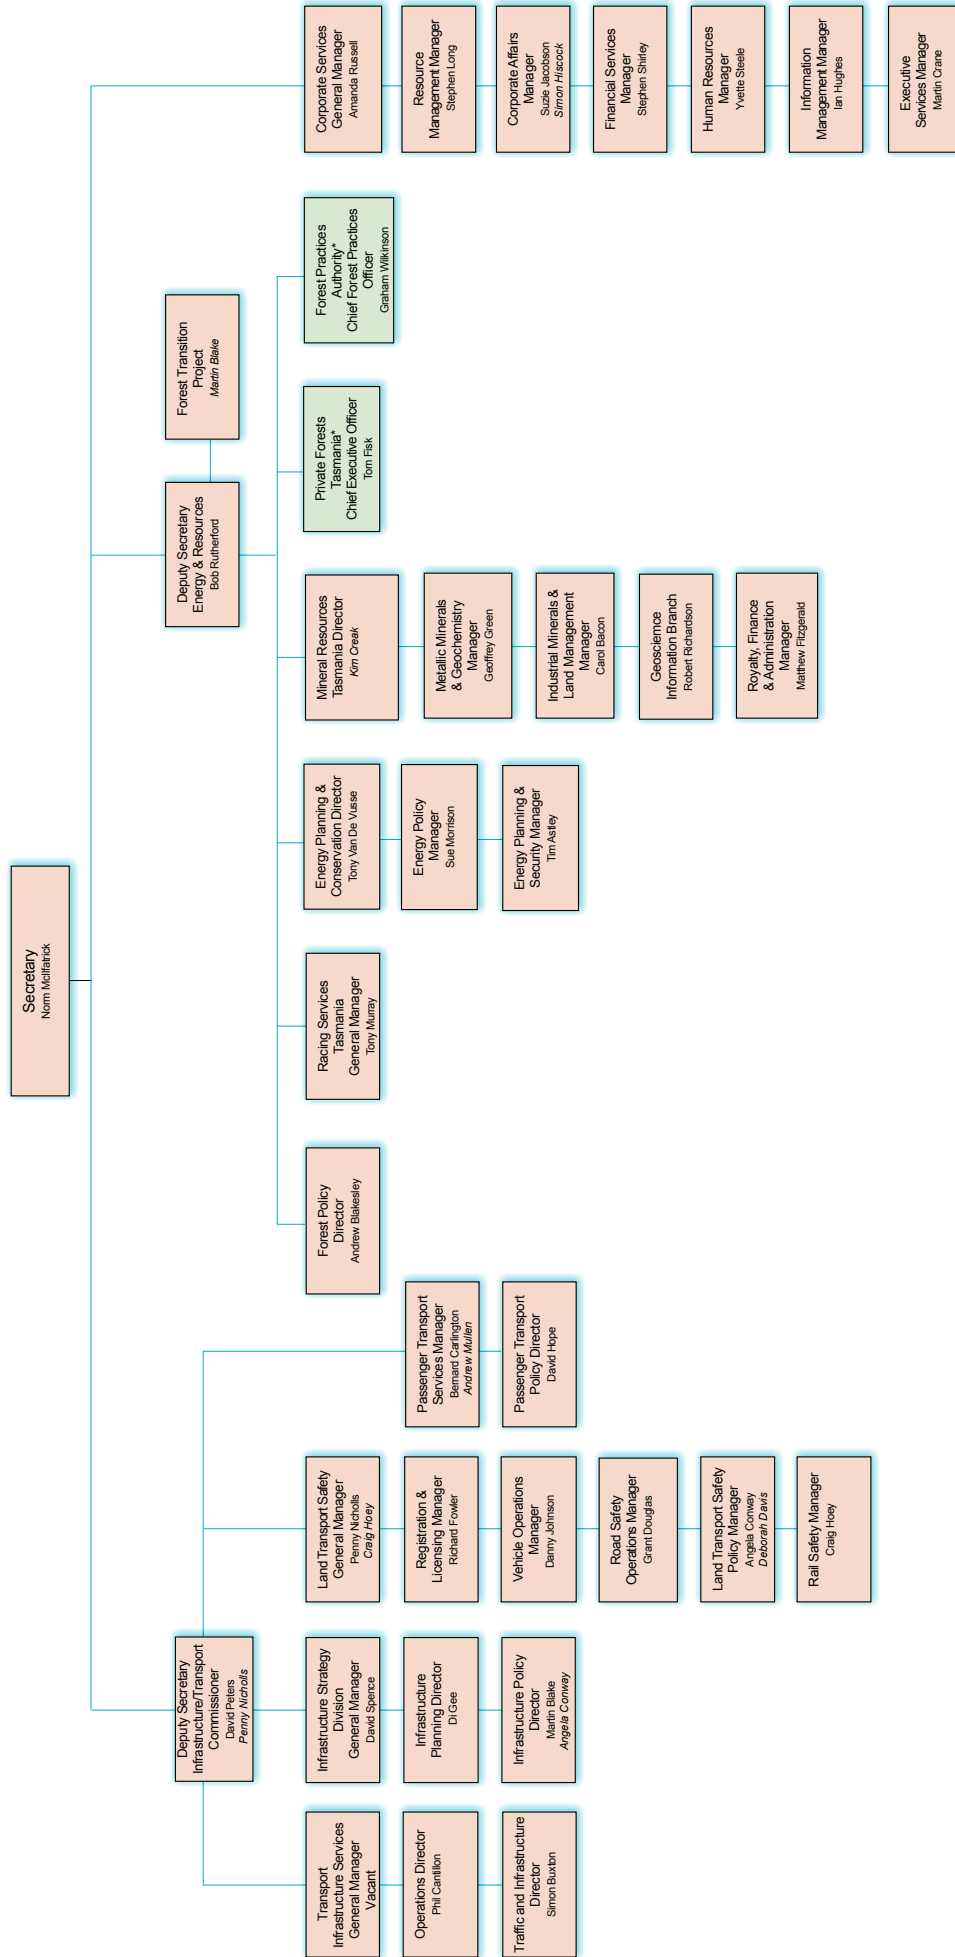 Secretary
Norm McIlfatrick
Deputy Secretary
Infrastructure/Transport
Commissioner
David Peters
Penny Nicholls
Deputy Secretary
Energy & Resources
Bob Rutherford
Forest Transition
Project
Martin Blake
Transport
Infrastructure Services
General Manager
Vacant
Operations Director
Phil Cantillon
Traffic and Infrastructure
Director
Simon Buxton
Infrastructure Strategy
Division
General Manager
David Spence
Infrastructure
Planning Director
Di Gee
Infrastructure Policy
Director
Martin Blake
Angela Conway
Land Transport Safety
General Manager
Penny Nicholls
Craig Hoey
Registration &
Licensing Manager
Richard Fowler
Vehicle Operations
Manager
Danny Johnson
Road Safety
Operations Manager
Grant Douglas
Land Transport Safety
Policy Manager
Angela Conway
Deborah Davis
Rail Safety Manager
Craig Hoey
Passenger Transport
Services Manager
Bernard Carlington
Andrew Mullen
Passenger Transport
Policy Director
David Hope
Forest Policy
Director
Andrew Blakesley
Racing Services
Tasmania
General Manager
Tony Murray
Energy Planning &
Conservation Director
Tony Van De Vusse
Energy Policy
Manager
Sue Morrison
Energy Planning &
Security Manager
Tim Astley
Mineral Resources
Tasmania Director
Kim Creak
Metallic Minerals
& Geochemistry
Manager
Geoffrey Green
Industrial Minerals &
Land Management
Manager
Carol Bacon
Geosciemce
Information Branch
Robert Richardson
Royalty, Finance
& Administration
Manager
Matthew Fitzgerald
Private Forests
Tasmania*
Chief Executive Officer
Tom Fisk
Forest Practices
Authority*
Chief Forest Practices
Officer
Graham Wilkinson
Corporate Services
General Manager
Amanda Russell
Resource
Management Manager
Stephen Long
Corporate Affairs
Manager
Suzie Jacobson
Simon Hiscock
Financial Services
Manager
Stephen Shirley
Human Resources
Manager
Yvette Steele
Information
Management Manager
Ian Hughes
Executive
Services Manager
Martin Crane